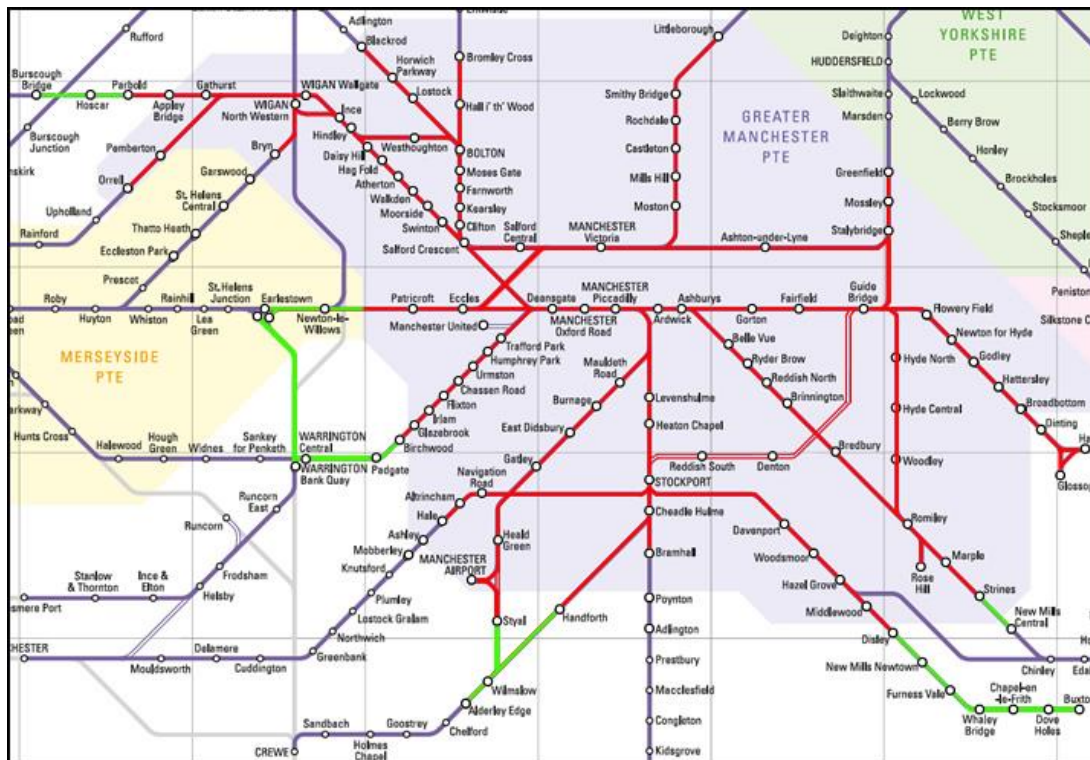 Rufford
Adlington
Blackrod
Horwich
Parkway
Lostock
Bromley Cross
Hall i' th' Wood
Littleborough
WEST
YORKSHIRE
PTE
Deighton
HUDDERSFIELD
Slaithwaite
Marsden
Lockwood
Berry Brow
Honley
Brockholes
Stocksmoor
Burscough
Bridge
Hoscar
Parbold
Appley
Bridge
Gathurst
WIGAN Wallgate
WIGAN
North Western
Ince
Hindley
Westhoughton
BOLTON
Smithy Bridge
Rochdale
Castleton
Mills Hill
Moston
GREATER
MANCHESTER
PTE
Burscough
Junction
Pemberton
Orrell
Upholland
Rainford
Bryn
Garswood
St. Helens
Central
Thatto Heath
Eccleston Park
Prescot
Daisy Hill
Hag Fold
Atherton
Walkden
Moorside
Swinton
Salford Crescent
Moses Gate
Farnworth
Kearsley
Clifton
Salford
Central
MANCHESTER
Victoria
Ashton-under-Lyne
Greenfield
Mossley
Stalybridge
Roby
Huyton
Whiston
Rainhill
Lea
Green
St.Helens
Junction
Earlestown
Newton-le-
Willows
Patricroft
Eccles
Deansgate
MANCHESTER
Oxford Road
MANCHESTER
Piccadilly
Ardwick
Ashburys
Gorton
Fairfield
Guide
Bridge
Flowery Field
Newton for Hyde
Godley
Hattersley
Broadbottom
Dinting
MERSEYSIDE
PTE
Manchester United
Trafford Park
Humphrey Park
Urmston
Chassen Road
Flixton
Irlam
Glazebrook
Birchwood
Padgate
Mauldeth
Road
Burnage
East Didsbury
Gatley
Levenshulme
Heaton Chapel
STOCKPORT
Belle Vue
Ryder Brow
Reddish North
Brinnington
Bredbury
Reddish South
Denton
Hyde North
Hyde Central
Woodley
Romiley
Hunts Cross
Halewood
Hough
Green
Widnes
Sankey
for Penketh
WARRINGTON
Central
WARRINGTON
Bank Quay
Runcorn
East
Runcorn
Frodsham
Helsby
Stanlow
& Thornton
Ince &
Elton
Navigation
Road
Altrincham
Hale
Ashley
Mobberley
Knutsford
Plumley
Lostock Gralam
Northwich
Greenbank
Cuddington
Delamere
Mouldsworth
Heald
Green
MANCHESTER
AIRPORT
Styal
Handforth
Wilmslow
Alderley Edge
Chelford
Goostrey
Holmes
Chapel
Sandbach
CREWE
Cheadle Hulme
Bramhall
Poynton
Adlington
Prestbury
Macclesfield
Congleton
Kidsgrove
Davenport
Woodsmoor
Hazel Grove
Middlewood
Disley
New Mills Newtown
Furness Vale
Whaley
Bridge
Chapel-en
-le-Frith
Dove
Holes
Marple
Rose
Hill
Strines
New Mills
Central
Chinley